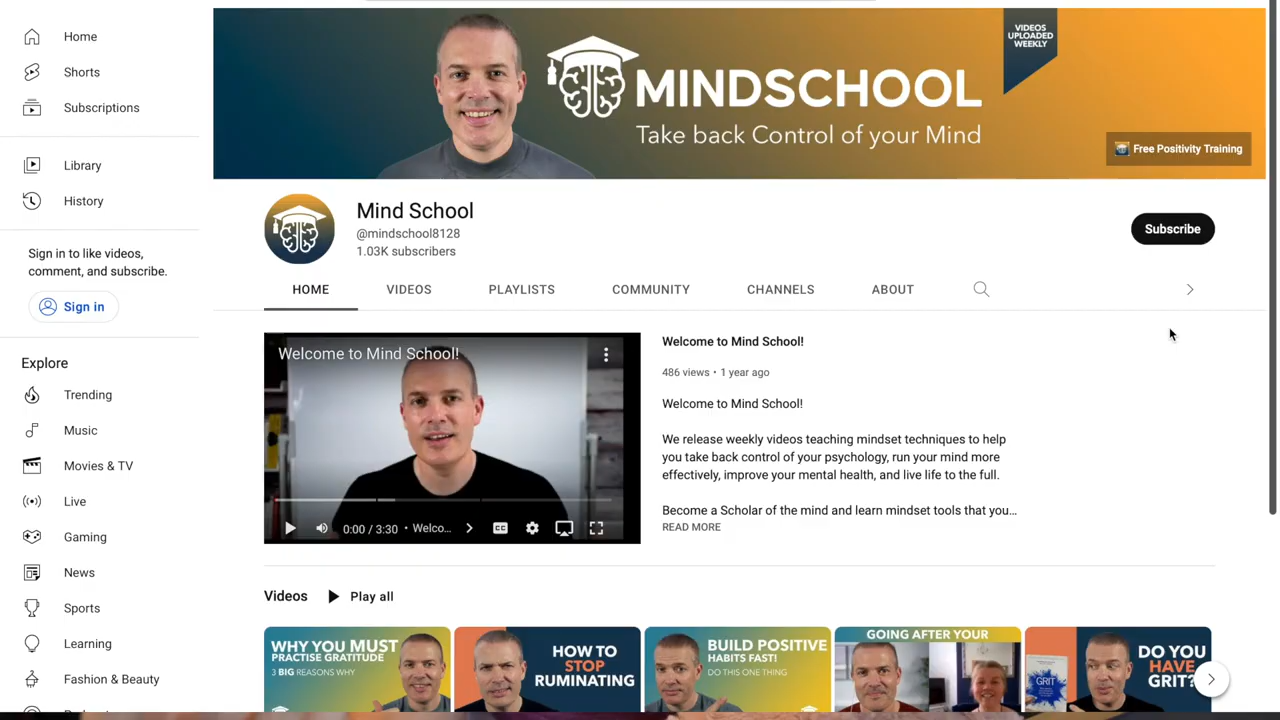 Home
Shorts
Subscriptions
Library
History
Sign in to like videos,
comment, and subscribe.
Sign in
Explore
Trending
Music
Movies & TV
Live
Gaming
News
Sports
Learning
Fashion & Beauty
VIDEOS
UPLOADED
WEEKLY
MINDSCHOOL
Take back Control of your Mind
Free Positivity Training
Mind School
@mindschool8128
1.03K subscribers
Subscribe
HOME VIDEOS PLAYLISTS COMMUNITY CHANNELS ABOUT
Welcome to Mind School!
0:00 / 3:30 • Welco...
CC
Welcome to Mind School!
486 views • 1 year ago
Welcome to Mind School!
We release weekly videos teaching mindset techniques to help
you take back control of your psychology, run your mind more
effectively, improve your mental health, and live life to the full.
Become a Scholar of the mind and learn mindset tools that you...
READ MORE
Videos Play all
WHY YOU MUST
PRACTISE GRATITUDE
3 BIG REASONS WHY
HOW TO
STOP
RUMINATING
BUILD POSITIVE
HABITS FAST!
DO THIS ONE THING
GOING AFTER YOUR
GRIT
DO YOU
HAVE
GRIT?